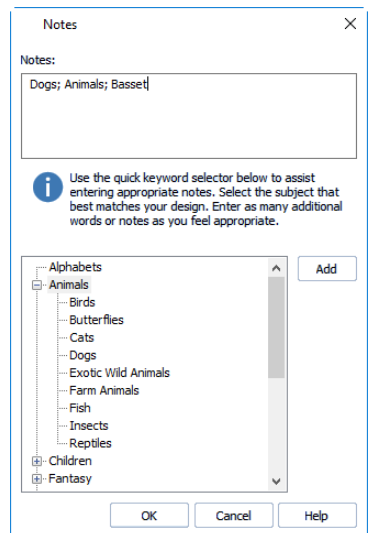 Notes
Notes:
Dogs; Animals; Basset
Use the quick keyword selector below to assist
entering appropriate notes. Select the subject that
best matches your design. Enter as many additional
words or notes as you feel appropriate.
Alphabets
Add
Animals
Birds
Butterflies
Cats
Dogs
Exotic Wild Animals
Farm Animals
Fish
Insects
Reptiles
Children
Fantasy
OK Cancel Help